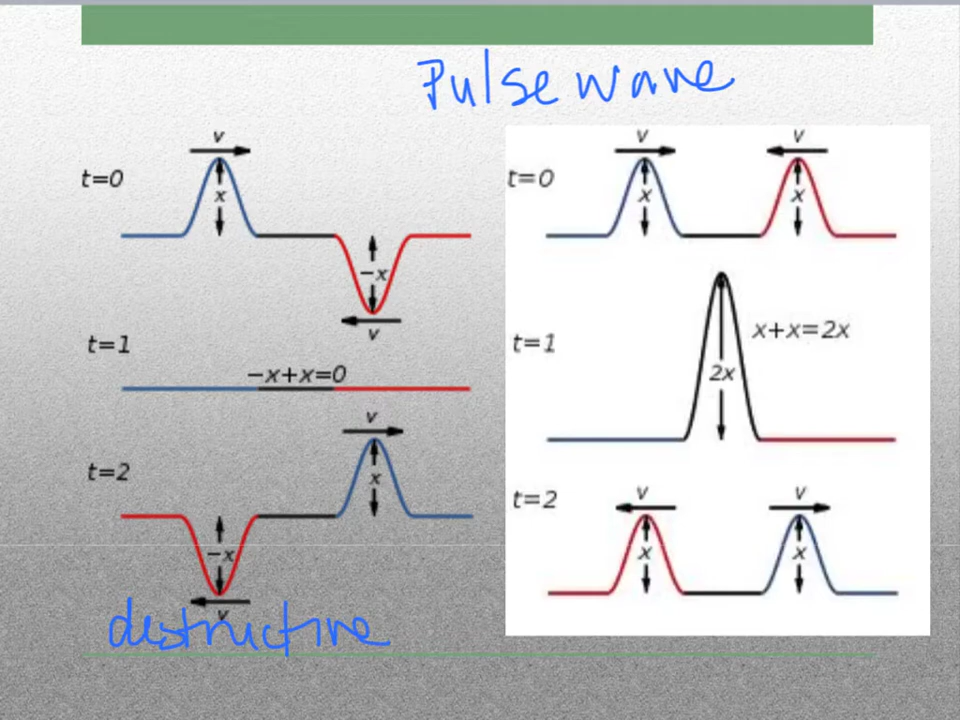 Pulse wave
v
t=0
x
-x
v
t=1
-x+x=0
v
t=2
x
-x
v
destructive
v v
t=0
x x
t=1
x+x=2x
2x
t=2
v v
x x